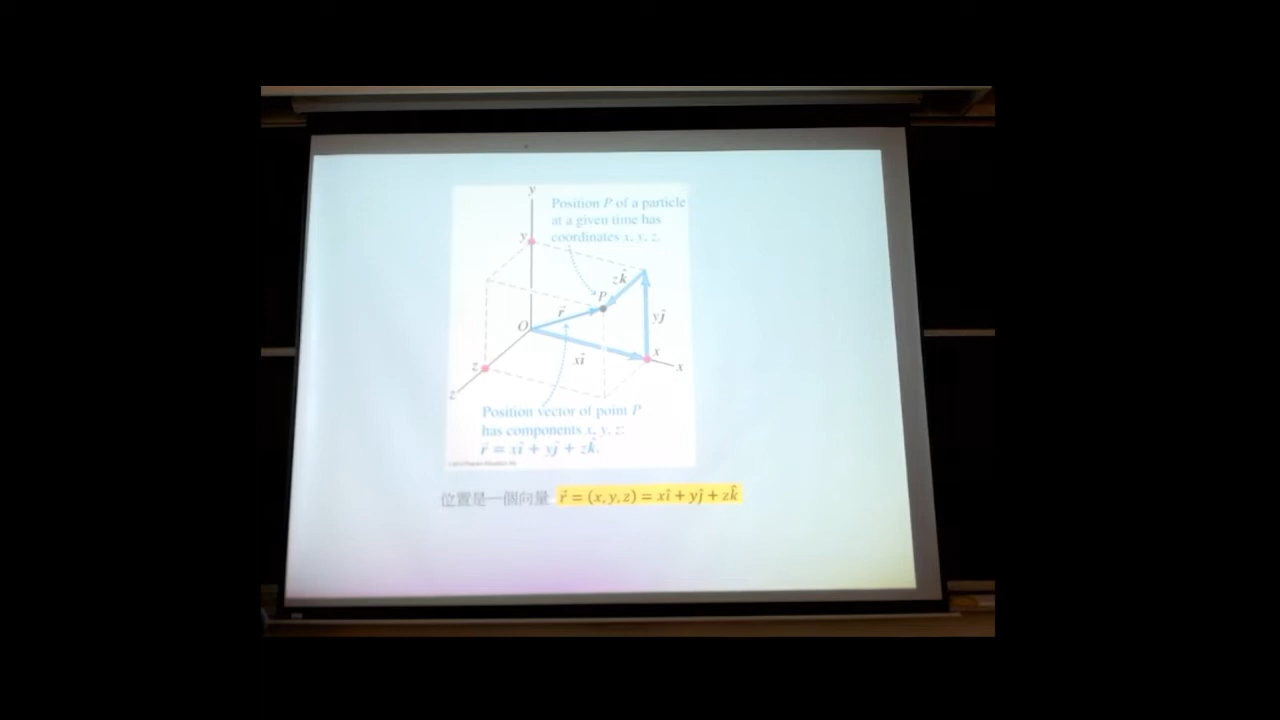 y
Position P of a particle
at a given time has
coordinates x, y, z.
y
zk̂
P
r⃗
yĵ
O
x
xî
x
z
z
Position vector of point P
has components x, y, z:
r⃗ = xî + yĵ + zk̂.
位置是一個向量 r⃗ = (x, y, z) = xî + yĵ + zk̂